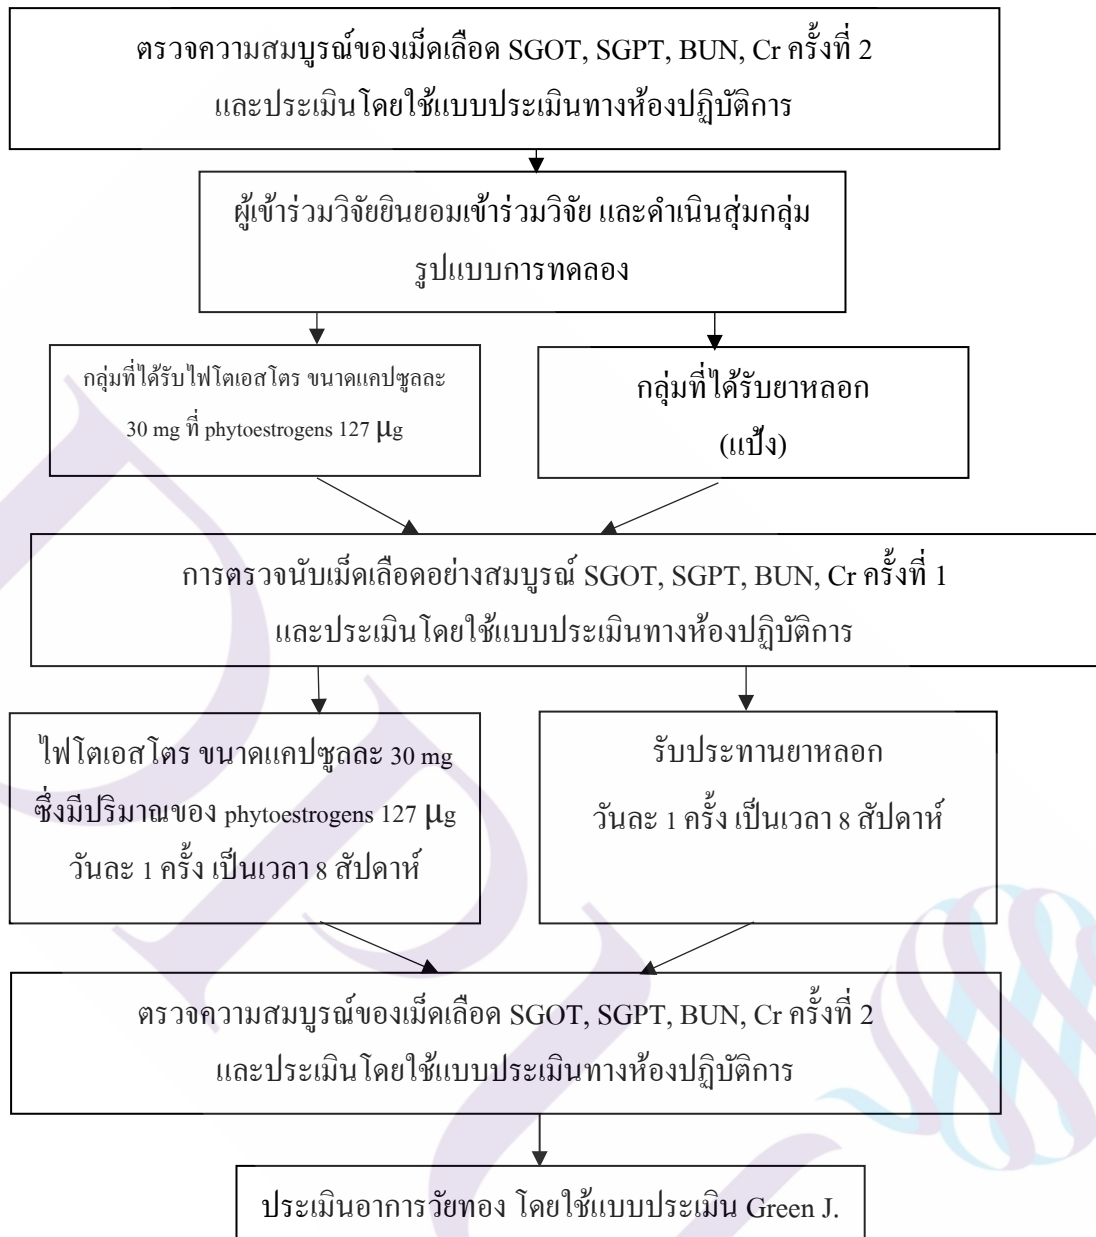 ตรวจความสมบูรณ์ของเม็ดเลือด SGOT, SGPT, BUN, Cr ครั้งที่ 2
และประเมินโดยใช้แบบประเมินทางห้องปฏิบัติการ
ผู้เข้าร่วมวิจัยยินยอมเข้าร่วมวิจัย และดำเนินสุ่มกลุ่ม
รูปแบบการทดลอง
กลุ่มที่ได้รับไฟโตเอสโตร ขนาดแคปซูลละ
30 mg ที่ phytoestrogens 127 µg
กลุ่มที่ได้รับยาหลอก
(แป้ง)
การตรวจนับเม็ดเลือดอย่างสมบูรณ์ SGOT, SGPT, BUN, Cr ครั้งที่ 1
และประเมินโดยใช้แบบประเมินทางห้องปฏิบัติการ
ไฟโตเอสโตร ขนาดแคปซูลละ 30 mg
ซึ่งมีปริมาณของ phytoestrogens 127 µg
วันละ 1 ครั้ง เป็นเวลา 8 สัปดาห์
รับประทานยาหลอก
วันละ 1 ครั้ง เป็นเวลา 8 สัปดาห์
ตรวจความสมบูรณ์ของเม็ดเลือด SGOT, SGPT, BUN, Cr ครั้งที่ 2
และประเมินโดยใช้แบบประเมินทางห้องปฏิบัติการ
ประเมินอาการวัยทอง โดยใช้แบบประเมิน Green J.